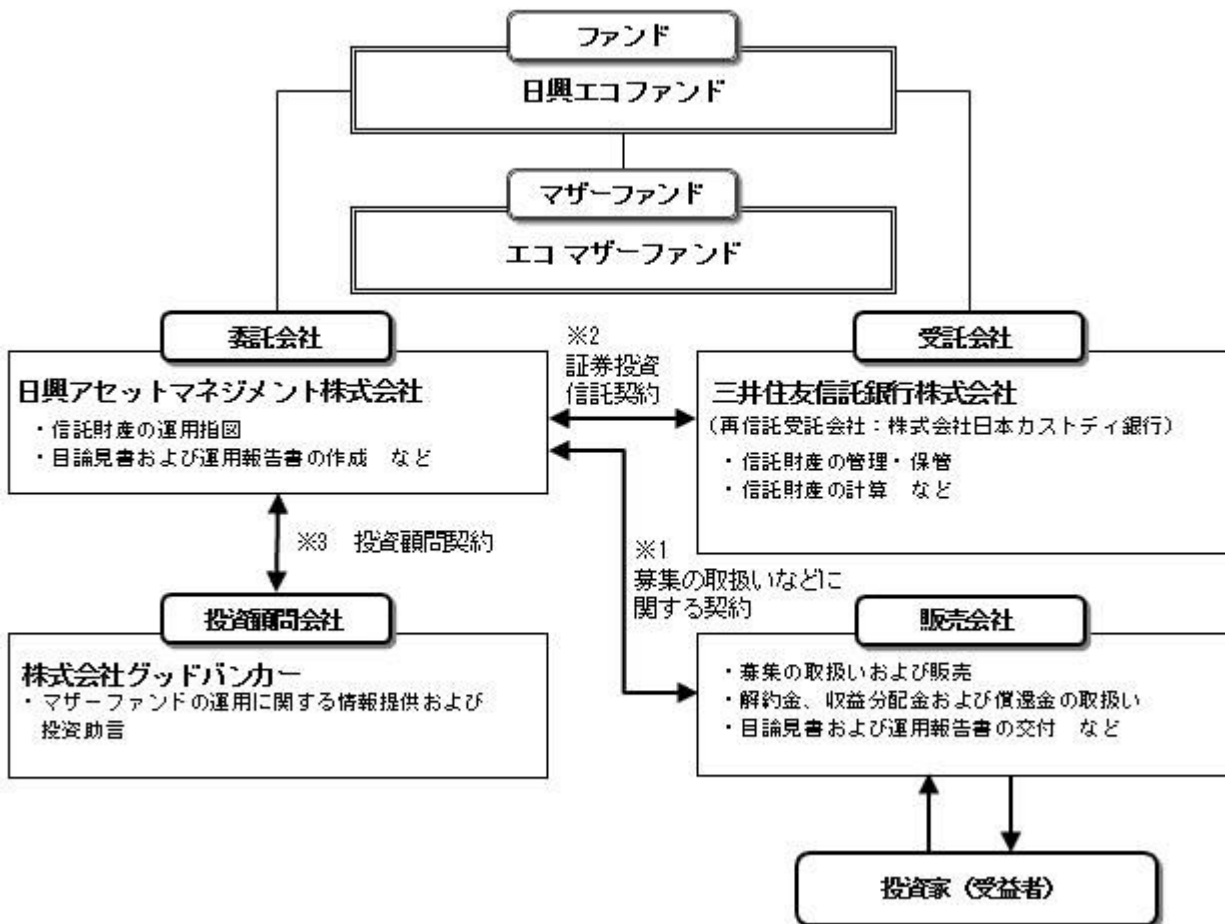 ファンド
日興エコファンド
マザーファンド
エコ マザーファンド
委託会社
日興アセットマネジメント株式会社
・信託財産の運用指図
・目論見書および運用報告書の作成　など
※2
証券投資
信託契約
受託会社
三井住友信託銀行株式会社
（再信託受託会社：株式会社日本カストディ銀行）
・信託財産の管理・保管
・信託財産の計算　など
※3　投資顧問契約
※1
募集の取扱いなどに
関する契約
投資顧問会社
株式会社グッドバンカー
・マザーファンドの運用に関する情報提供および
投資助言
販売会社
・募集の取扱いおよび販売
・解約金、収益分配金および償還金の取扱い
・目論見書および運用報告書の交付　など
投資家（受益者）